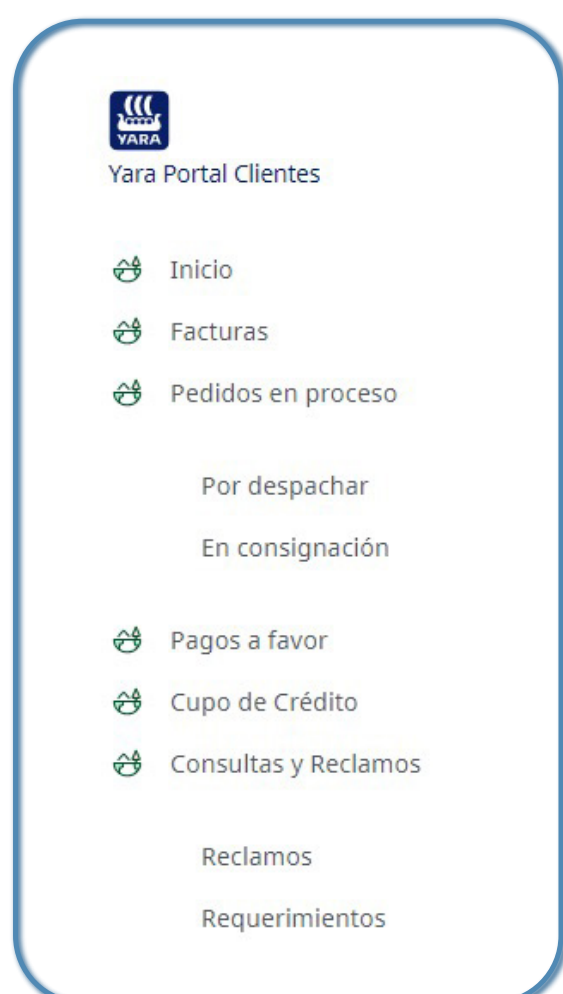 YARA
Yara Portal Clientes
Inicio
Facturas
Pedidos en proceso
Por despachar
En consignación
Pagos a favor
Cupo de Crédito
Consultas y Reclamos
Reclamos
Requerimientos